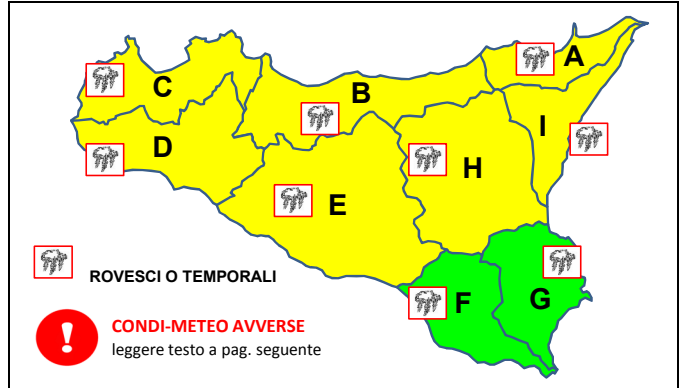 A
C
B
I
D
H
E
ROVESCI O TEMPORALI
F
G
CONDI-METEO AVVERSE
leggere testo a pag. seguente